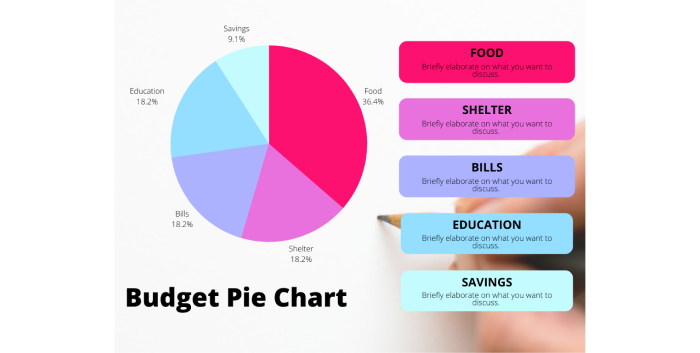 Savings
9.1%
Education
18.2%
Food
36.4%
Bills
18.2%
Shelter
18.2%
Budget Pie Chart
FOOD
Briefly elaborate on what you want to
discuss.
SHELTER
Briefly elaborate on what you want to
discuss.
BILLS
Briefly elaborate on what you want to
discuss.
EDUCATION
Briefly elaborate on what you want to
discuss.
SAVINGS
Briefly elaborate on what you want to
discuss.